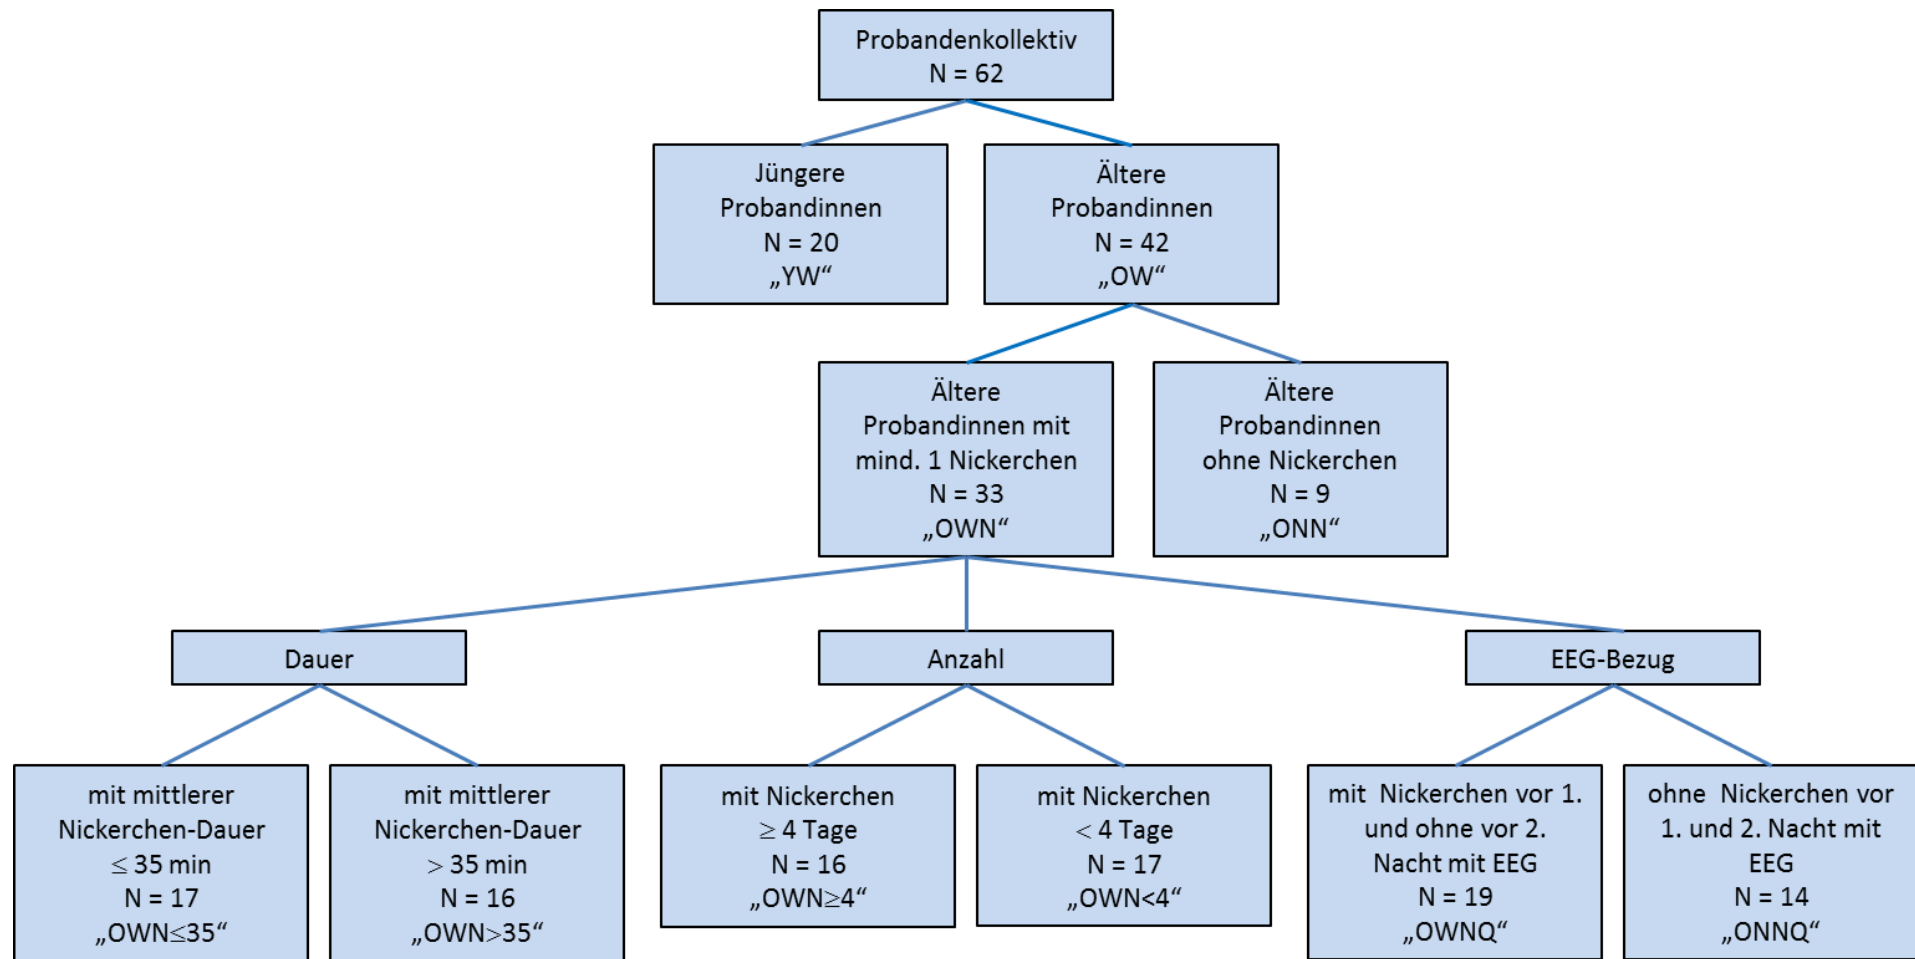 Probandenkollektiv
N = 62
Jüngere
Probandinnen
N = 20
„YW“
Ältere
Probandinnen
N = 42
„OW“
Ältere
Probandinnen mit
mind. 1 Nickerchen
N = 33
„OWN“
Ältere
Probandinnen
ohne Nickerchen
N = 9
„ONN“
Dauer
Anzahl
EEG-Bezug
mit mittlerer
Nickerchen-Dauer
≤ 35 min
N = 17
„OWN≤35“
mit mittlerer
Nickerchen-Dauer
> 35 min
N = 16
„OWN>35“
mit Nickerchen
≥ 4 Tage
N = 16
„OWN≥4“
mit Nickerchen
< 4 Tage
N = 17
„OWN<4“
mit Nickerchen vor 1.
und ohne vor 2.
Nacht mit EEG
N = 19
„OWNQ“
ohne Nickerchen vor
1. und 2. Nacht mit
EEG
N = 14
„ONNQ“